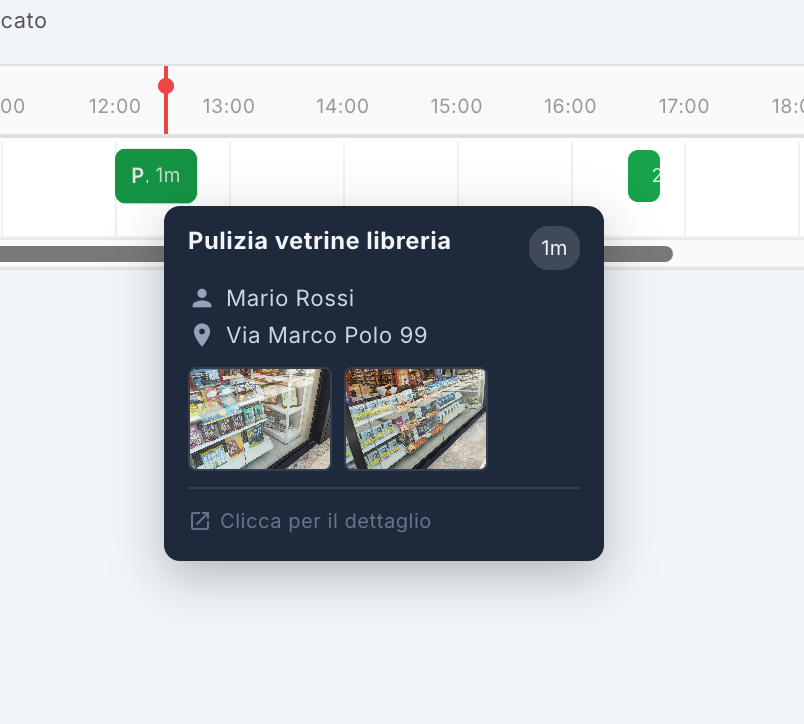 cato
00 12:00 13:00 14:00 15:00 16:00 17:00 18:0
P. 1m 2
Pulizia vetrine libreria 1m
Mario Rossi
Via Marco Polo 99
Clicca per il dettaglio